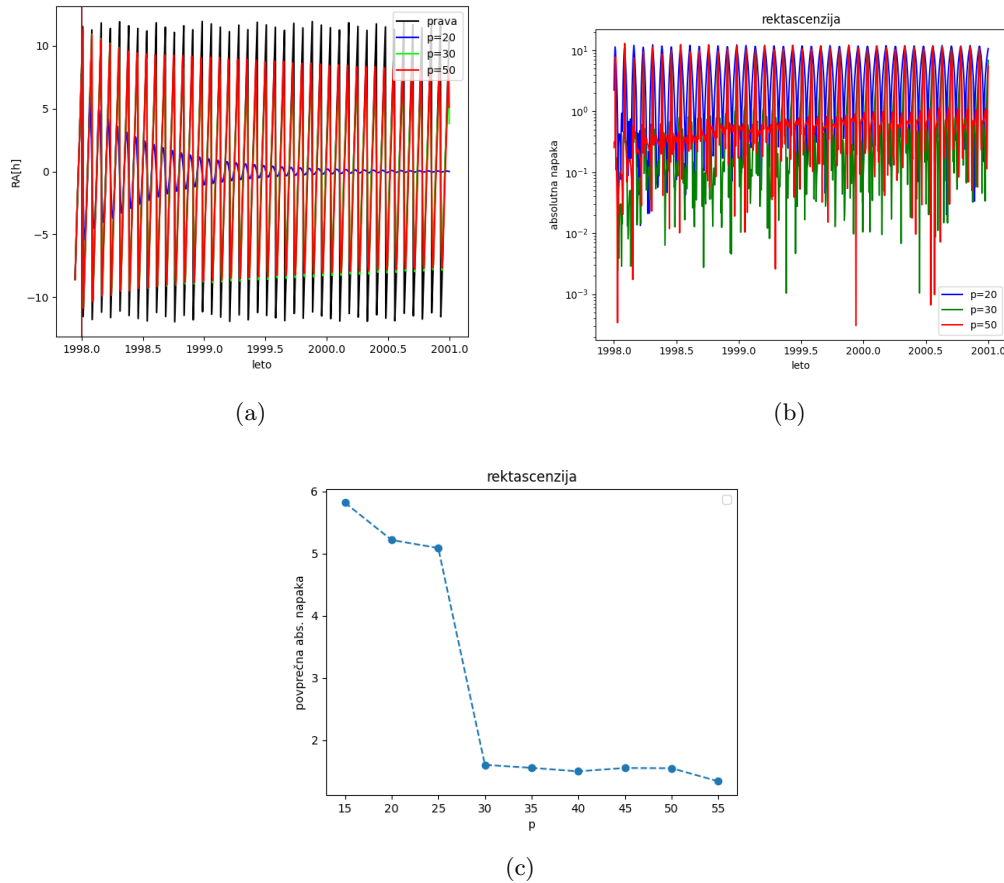 prava
p=20
p=30
p=50
10
5
0
−5
−10
RA[h]
1998.0 1998.5 1999.0 1999.5 2000.0 2000.5 2001.0
leto
(a)
rektascenzija
10¹
10⁰
10⁻¹
10⁻²
10⁻³
absolutna napaka
p=20
p=30
p=50
1998.0 1998.5 1999.0 1999.5 2000.0 2000.5 2001.0
leto
(b)
rektascenzija
6
5
4
3
2
povprečna abs. napaka
15 20 25 30 35 40 45 50 55
p
(c)